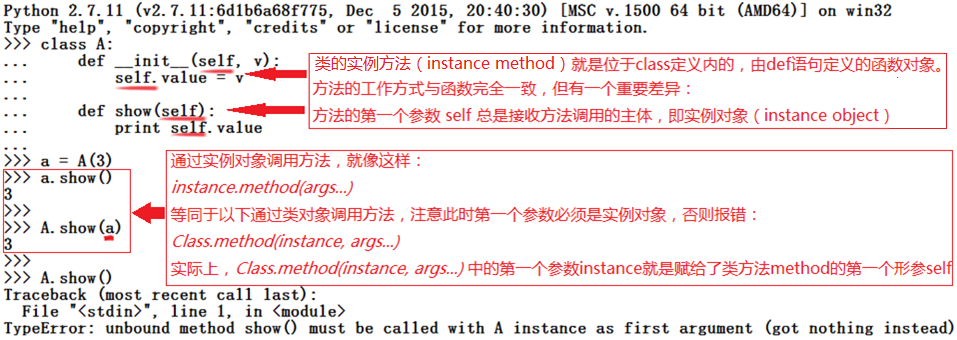 Python 2.7.11 (v2.7.11:6d1b6a68f775, Dec  5 2015, 20:40:30) [MSC v.1500 64 bit (AMD64)] on win32
Type "help", "copyright", "credits" or "license" for more information.
>>> class A:
...     def __init__(self, v):
...         self.value = v
...
...     def show(self):
...         print self.value
...
类的实例方法（instance method）就是位于class定义内的，由def语句定义的函数对象。
方法的工作方式与函数完全一致，但有一个重要差异：
方法的第一个参数 self 总是接收方法调用的主体，即实例对象（instance object）
>>> a = A(3)
>>> a.show()
3
>>>
>>> A.show(a)
3
>>>
通过实例对象调用方法，就像这样：
instance.method(args...)
等同于以下通过类对象调用方法，注意此时第一个参数必须是实例对象，否则报错：
Class.method(instance, args...)
实际上，Class.method(instance, args...) 中的第一个参数instance就是赋给了类方法method的第一个形参self
>>> A.show()
Traceback (most recent call last):
  File "<stdin>", line 1, in <module>
TypeError: unbound method show() must be called with A instance as first argument (got nothing instead)